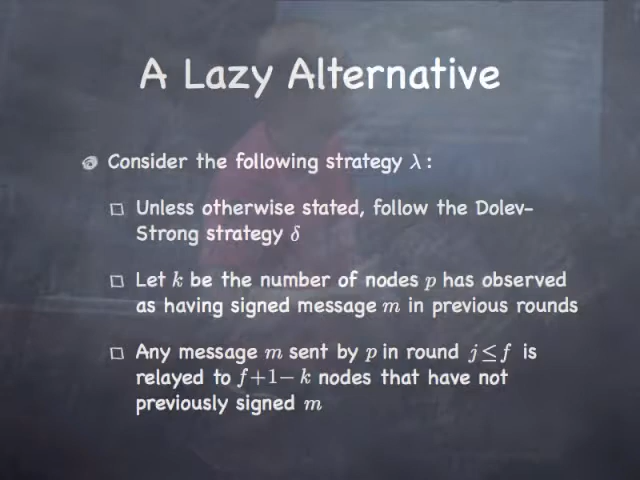 A Lazy Alternative
Consider the following strategy λ:
Unless otherwise stated, follow the Dolev-
Strong strategy δ
Let k be the number of nodes p has observed
as having signed message m in previous rounds
Any message m sent by p in round j ≤ f is
relayed to f+1−k nodes that have not
previously signed m